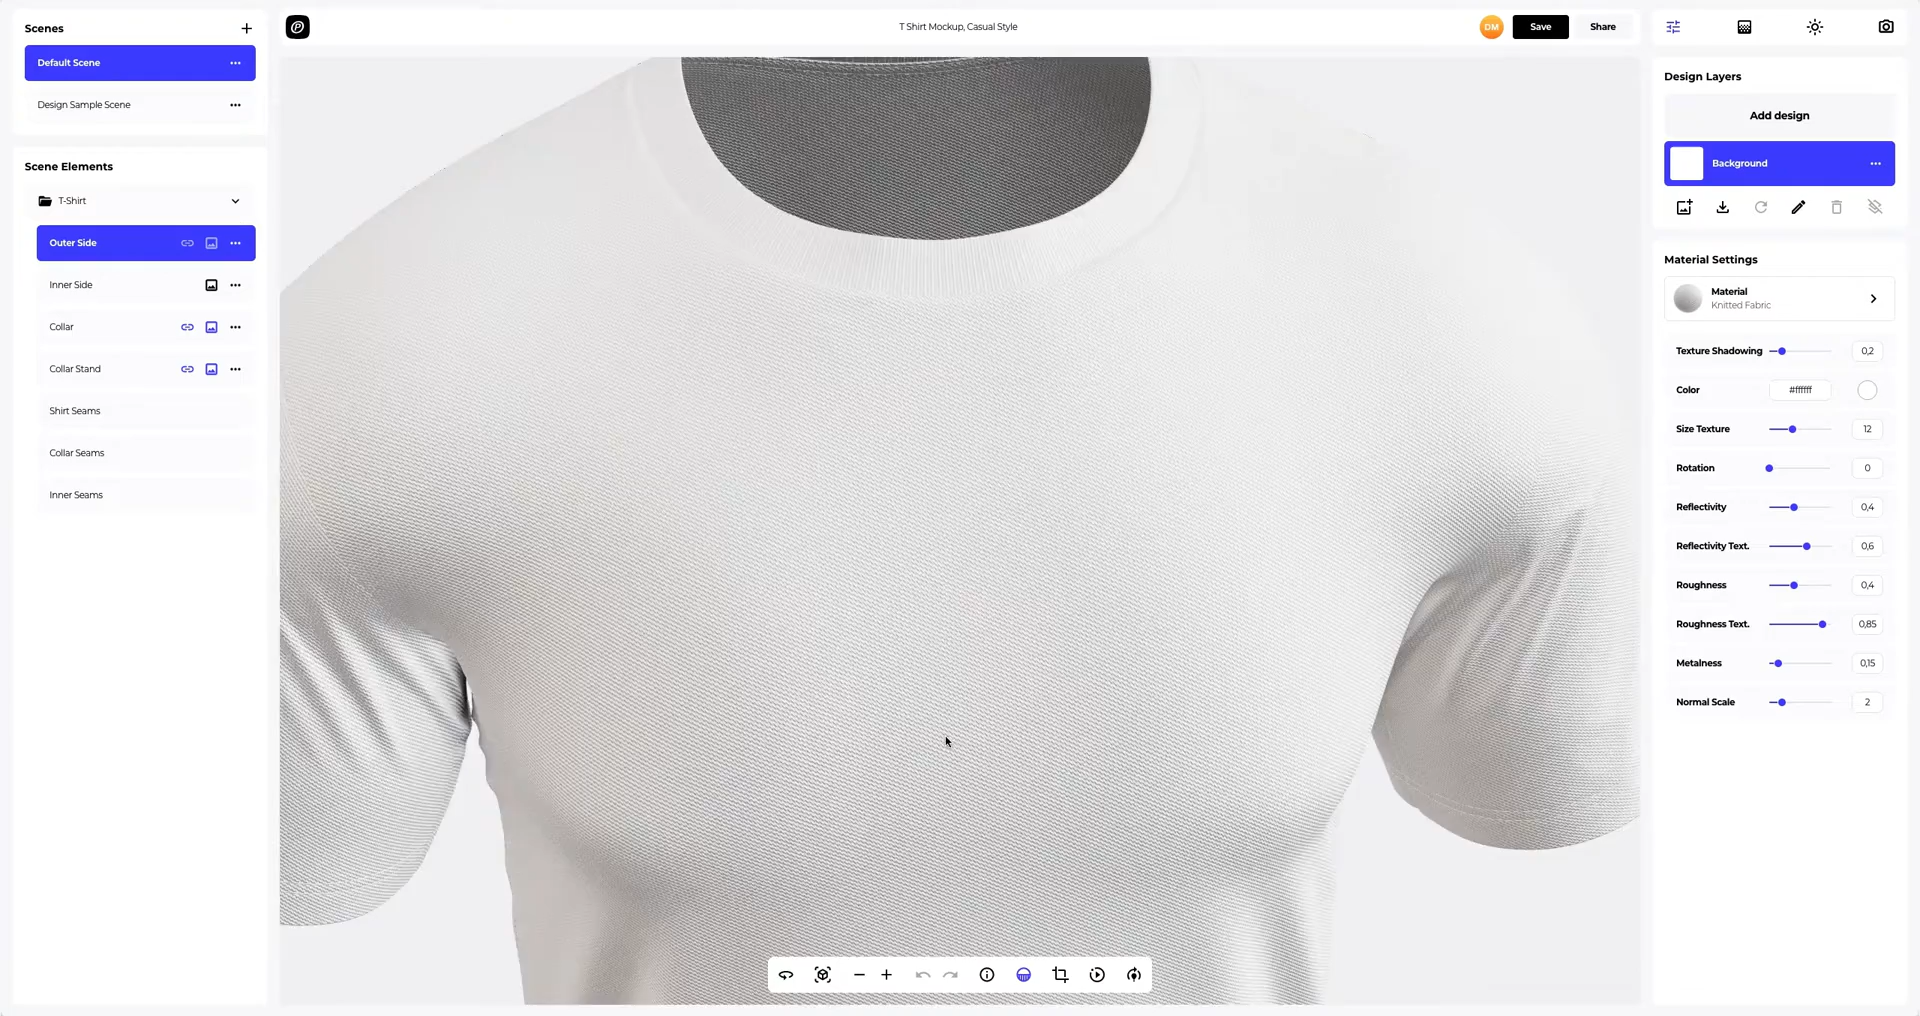 Scenes
Default Scene
Design Sample Scene
Scene Elements
T-Shirt
Outer Side
Inner Side
Collar
Collar Stand
Shirt Seams
Collar Seams
Inner Seams
T Shirt Mockup, Casual Style
DM
Save
Share
Design Layers
Add design
Background
Material Settings
Material
Knitted Fabric
Texture Shadowing 0,2
Color #ffffff
Size Texture 12
Rotation 0
Reflectivity 0,4
Reflectivity Text. 0,6
Roughness 0,4
Roughness Text. 0,85
Metalness 0,15
Normal Scale 2